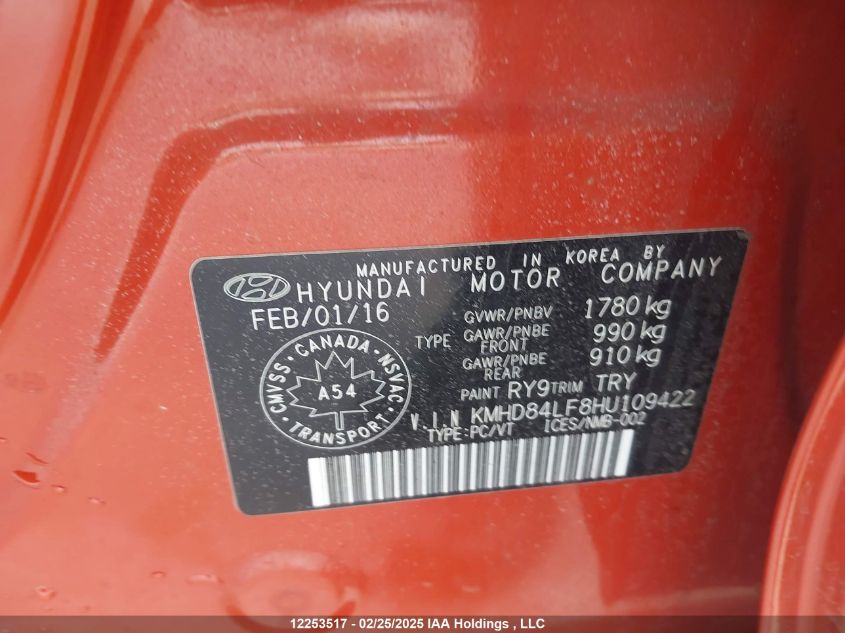 MANUFACTURED IN KOREA BY
HYUNDAI MOTOR COMPANY
FEB/01/16
GVWR/PNBV 1780 kg
TYPE GAWR/PNBE FRONT 990 kg
GAWR/PNBE REAR 910 kg
PAINT RY9 TRIM TRY
V.I.N KMHD84LF8HU109422
TYPE:PC/VT ICES/NMB-002
CMVSS · CANADA · NSVAC
A54
TRANSPORT
12253517 - 02/25/2025 IAA Holdings , LLC